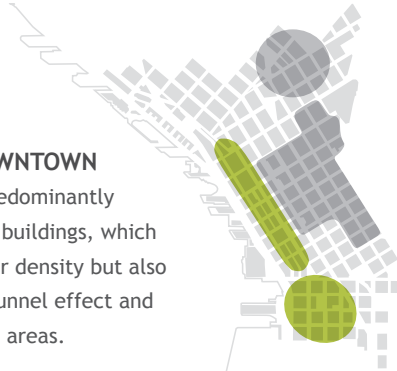 WNTOWN
edominantly
buildings, which
r density but also
unnel effect and
areas.